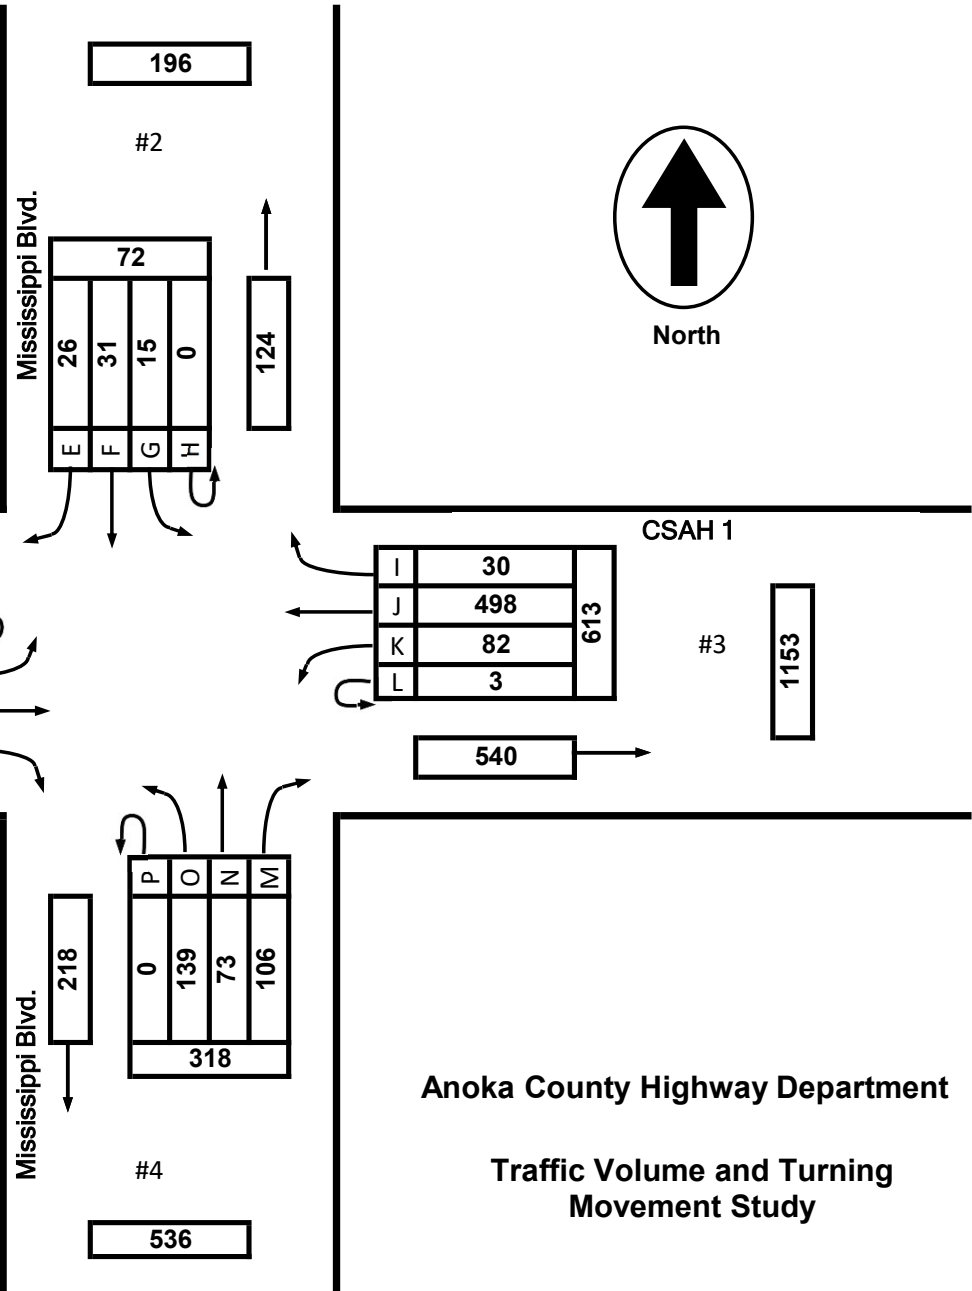 196
#2
Mississippi Blvd.
72
26
31
15
0
E
F
G
H
124
North
CSAH 1
I
30
J
498
K
82
L
3
613
#3
1153
540
P
O
N
M
0
139
73
106
318
218
Mississippi Blvd.
#4
536
Anoka County Highway Department
Traffic Volume and Turning
Movement Study